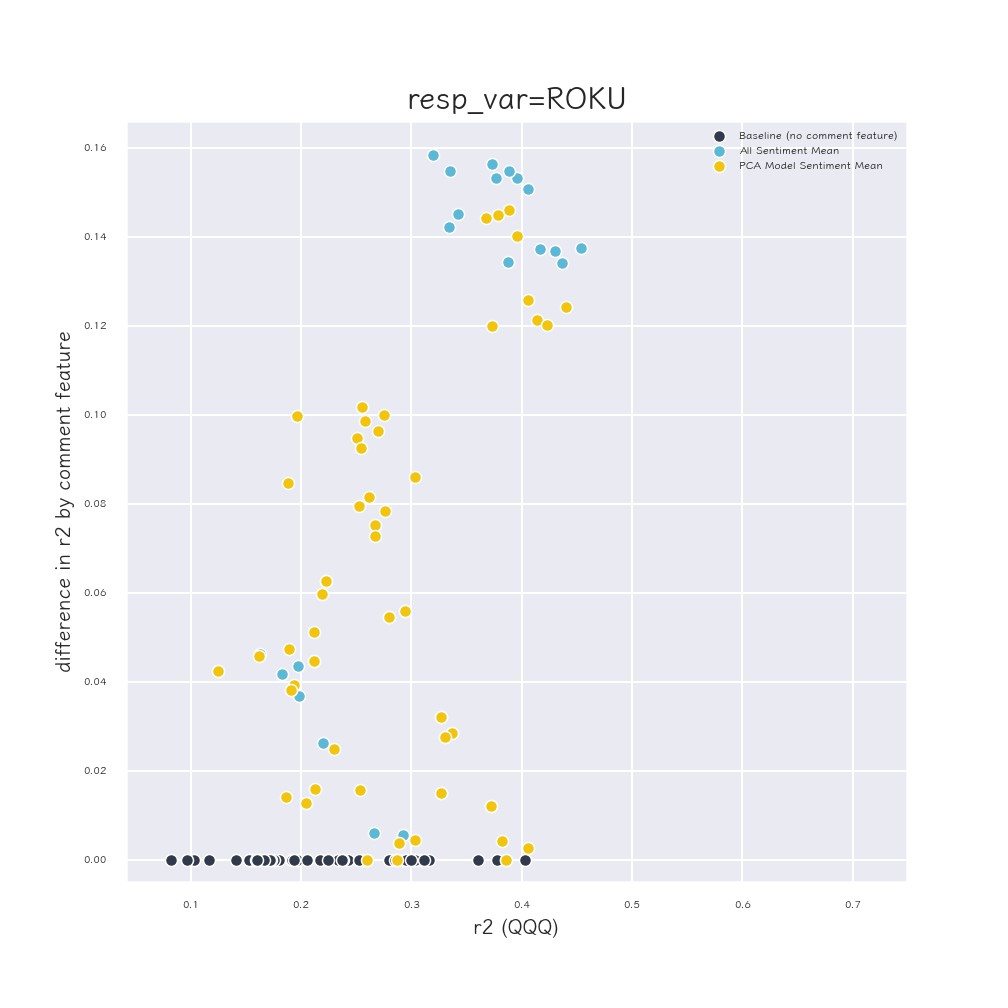 resp_var=ROKU
Baseline (no comment feature)
All Sentiment Mean
PCA Model Sentiment Mean
difference in r2 by comment feature
0.16
0.14
0.12
0.10
0.08
0.06
0.04
0.02
0.00
0.1 0.2 0.3 0.4 0.5 0.6 0.7
r2 (QQQ)